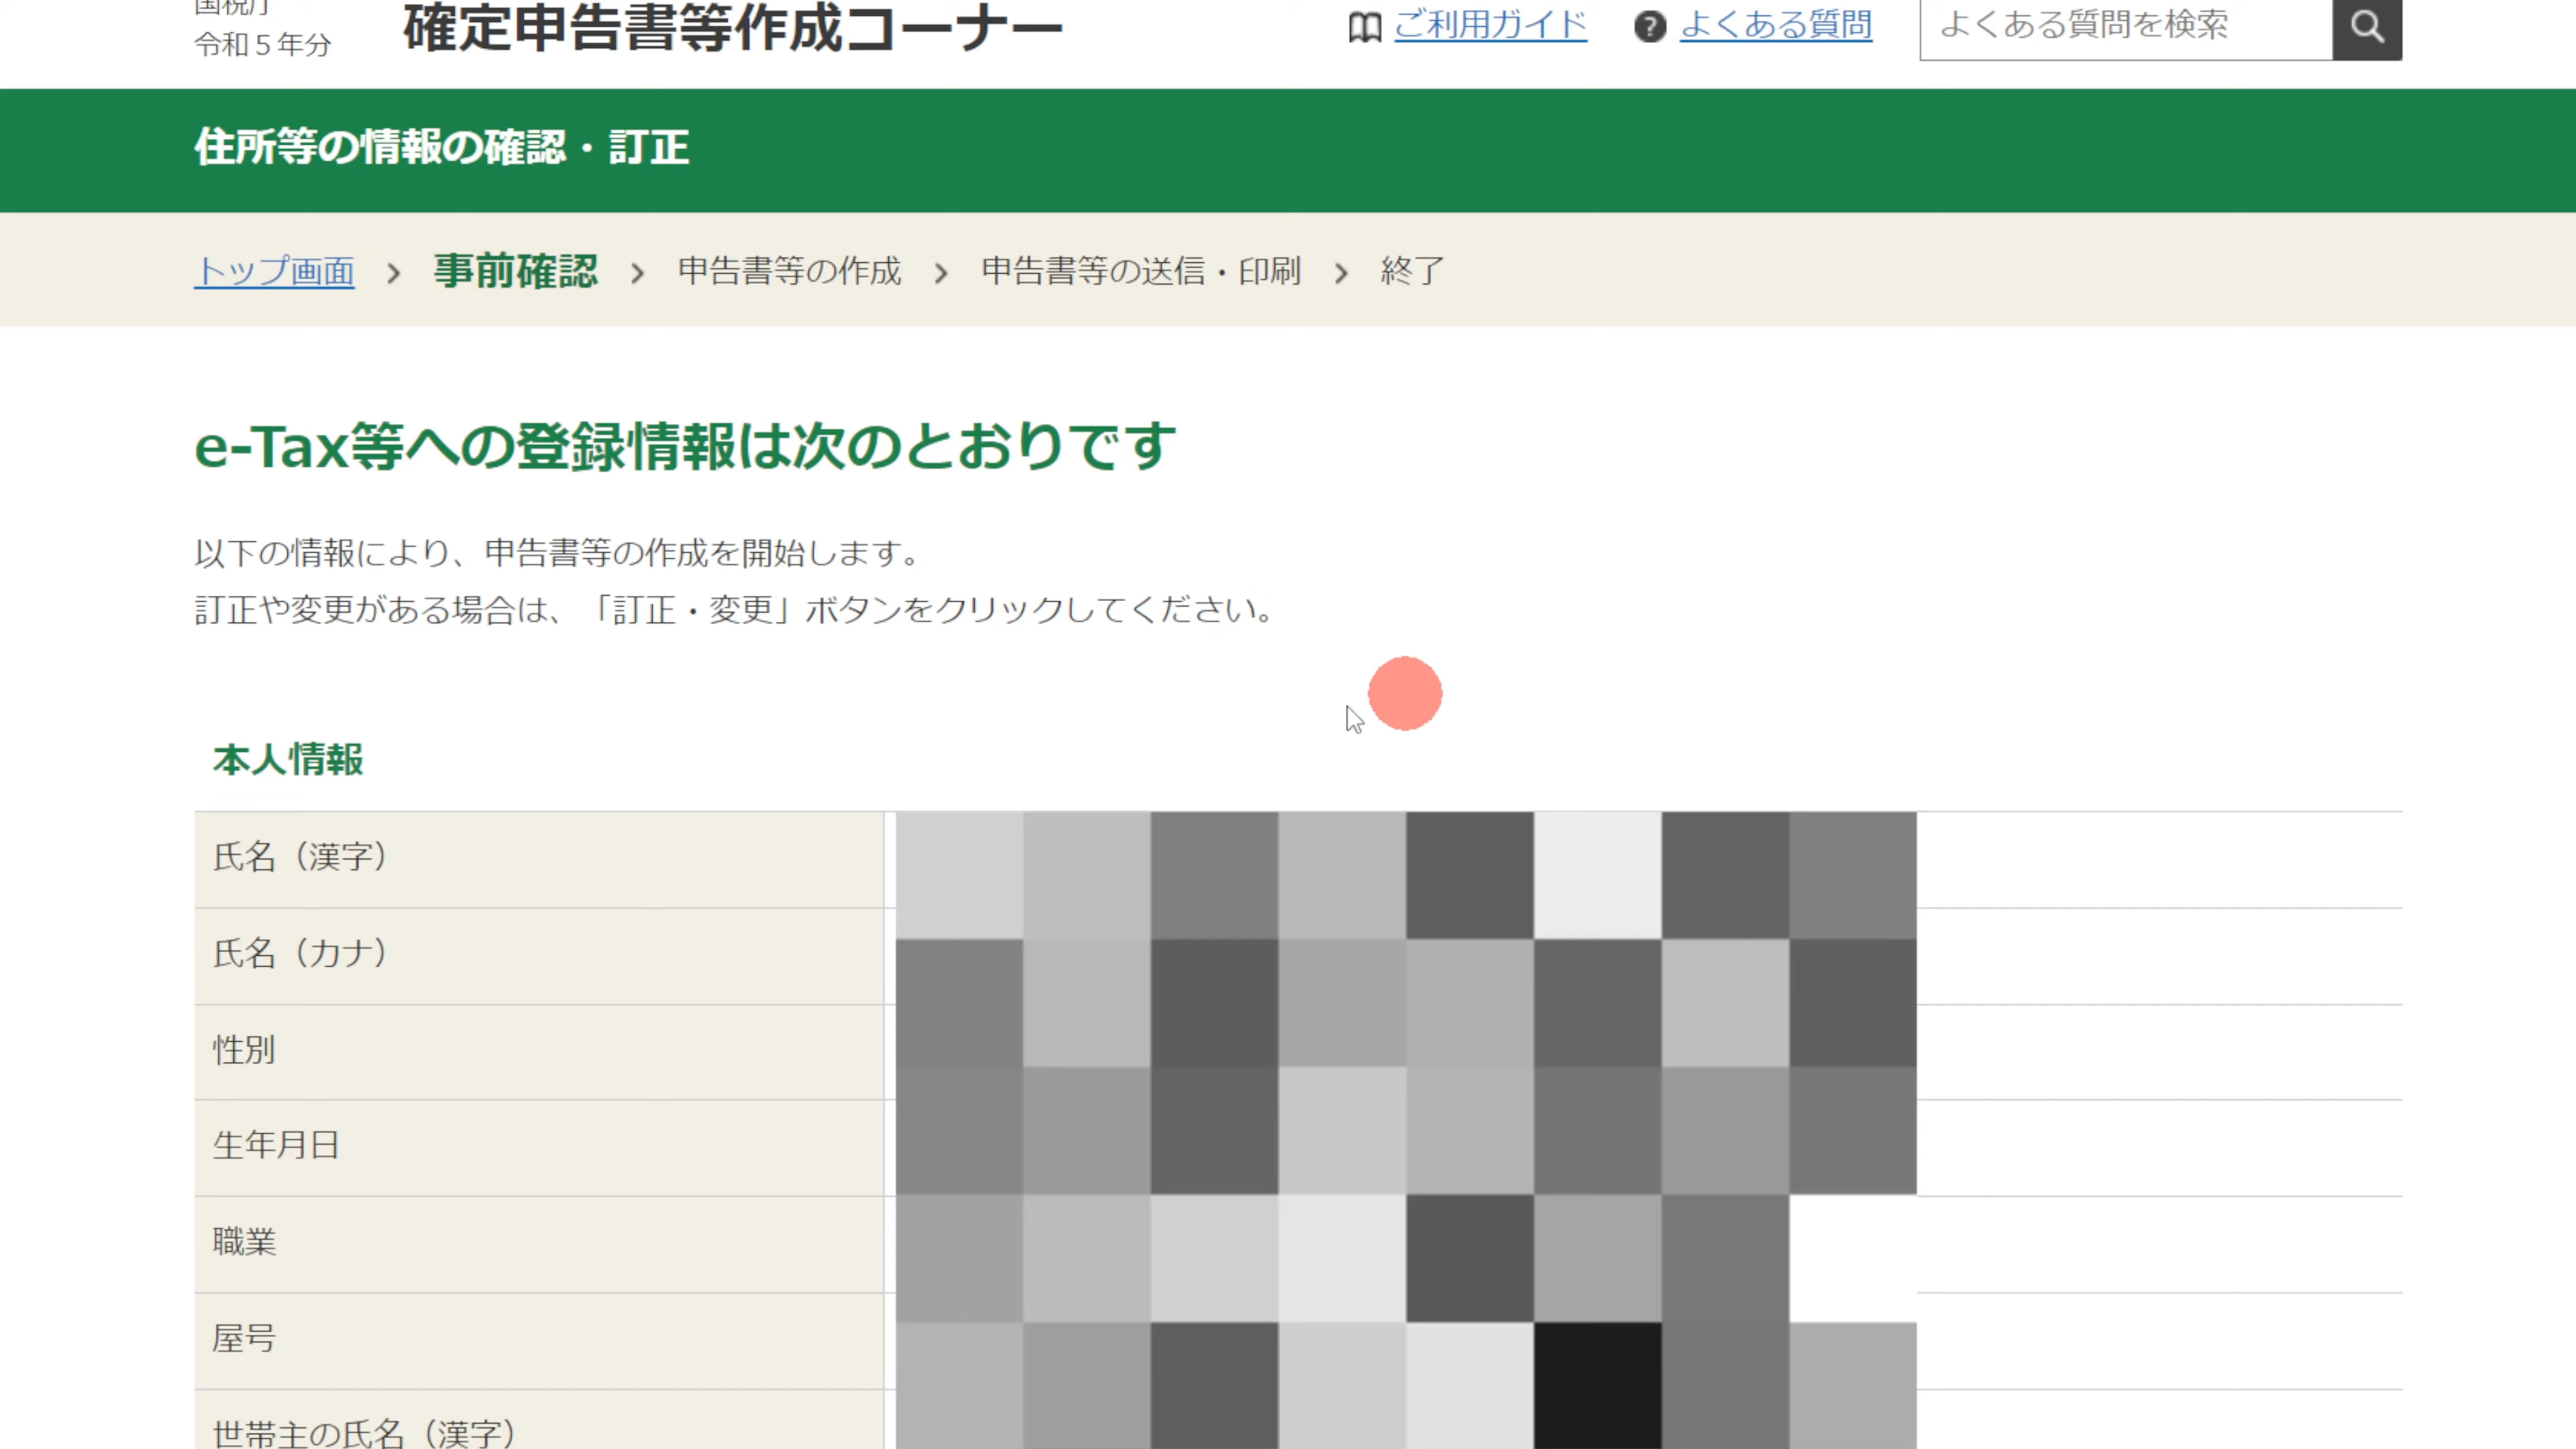 国税庁
令和5年分
確定申告書等作成コーナー
ご利用ガイド
よくある質問
よくある質問を検索
住所等の情報の確認・訂正
トップ画面 > 事前確認 > 申告書等の作成 > 申告書等の送信・印刷 > 終了
e-Tax等への登録情報は次のとおりです
以下の情報により、申告書等の作成を開始します。
訂正や変更がある場合は、「訂正・変更」ボタンをクリックしてください。
本人情報
氏名（漢字）
氏名（カナ）
性別
生年月日
職業
屋号
世帯主の氏名（漢字）